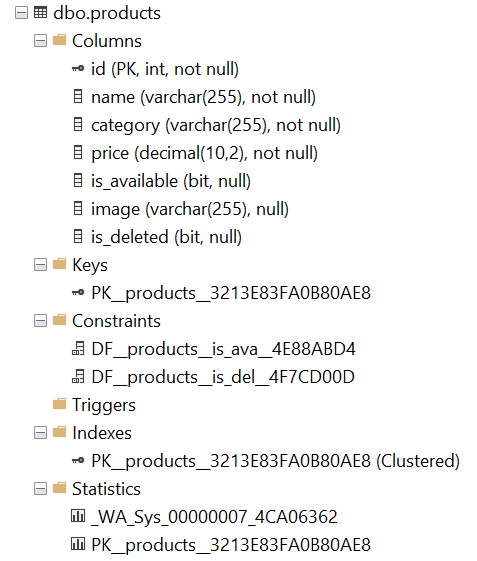 dbo.products
Columns
id (PK, int, not null)
name (varchar(255), not null)
category (varchar(255), not null)
price (decimal(10,2), not null)
is_available (bit, null)
image (varchar(255), null)
is_deleted (bit, null)
Keys
PK__products__3213E83FA0B80AE8
Constraints
DF__products__is_ava__4E88ABD4
DF__products__is_del__4F7CD00D
Triggers
Indexes
PK__products__3213E83FA0B80AE8 (Clustered)
Statistics
_WA_Sys_00000007_4CA06362
PK__products__3213E83FA0B80AE8